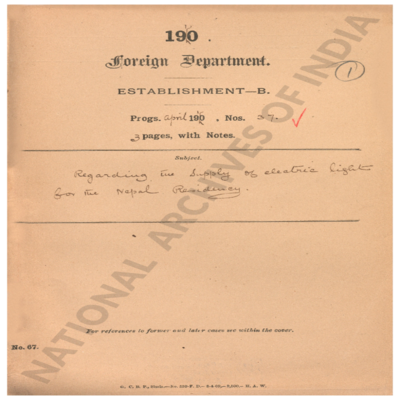 190
Foreign Department.
①
ESTABLISHMENT—B.
Progs. april 190 , Nos. 37.
3 pages, with Notes.
Subject.
Regarding the supply of electric light
for the Nepal Residency.
For references to former and later cases see within the cover.
No. 67.
NATIONAL ARCHIVES OF INDIA